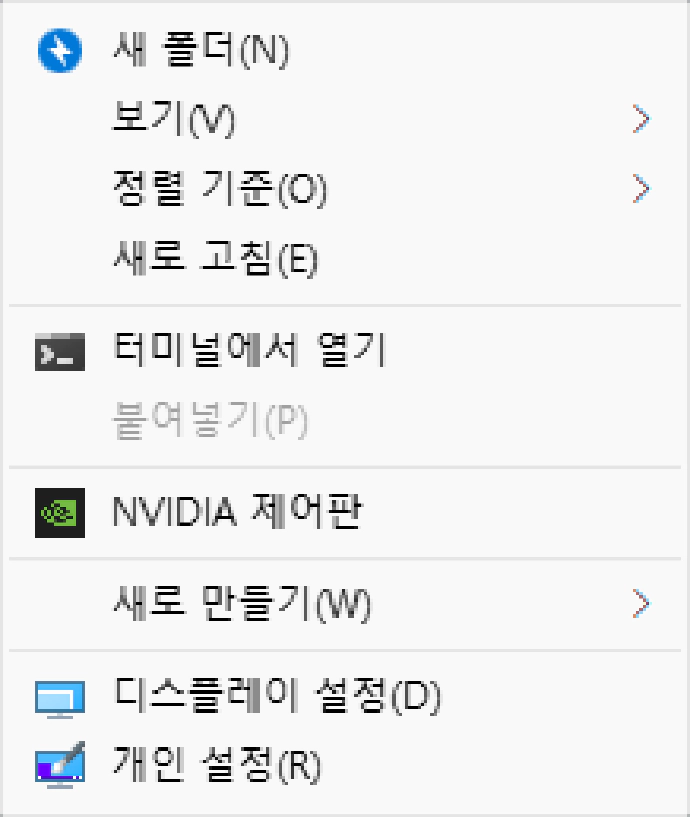 새 폴더(N)
보기(V)
정렬 기준(O)
새로 고침(E)
터미널에서 열기
붙여넣기(P)
NVIDIA 제어판
새로 만들기(W)
디스플레이 설정(D)
개인 설정(R)